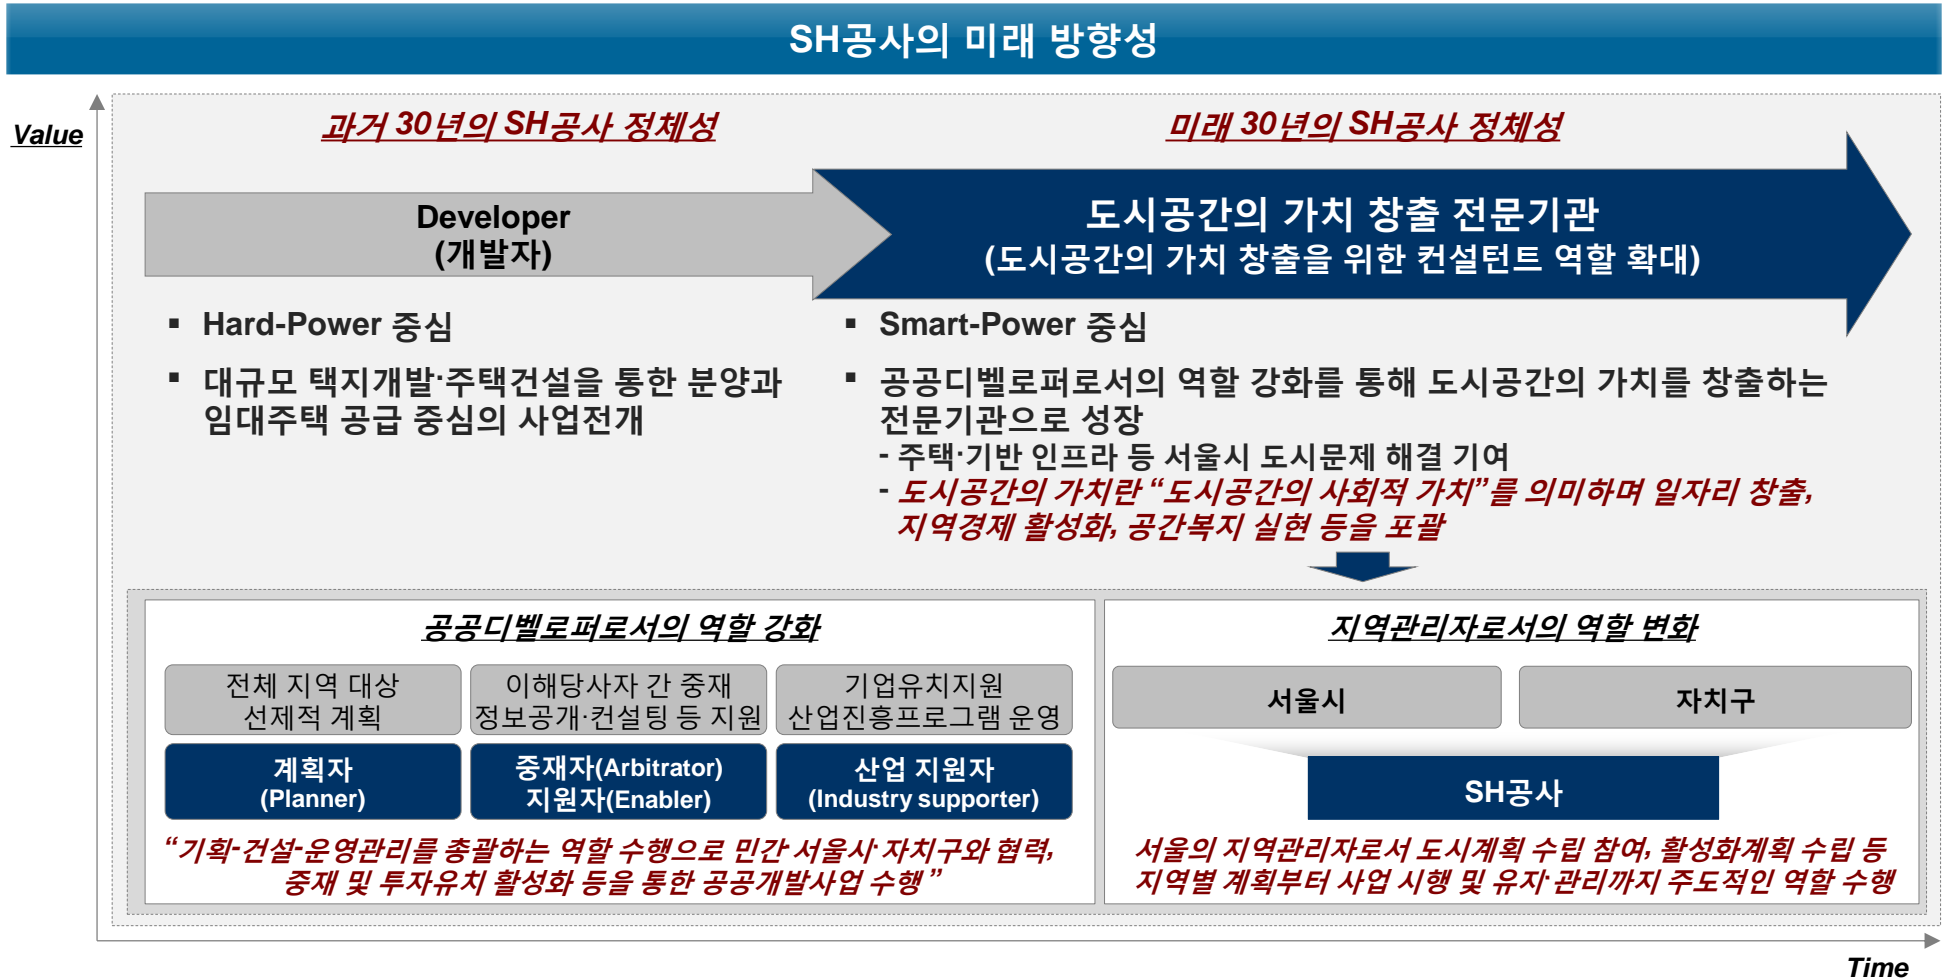 SH공사의 미래 방향성
Value
과거 30년의 SH공사 정체성
미래 30년의 SH공사 정체성
Developer
(개발자)
도시공간의 가치 창출 전문기관
(도시공간의 가치 창출을 위한 컨설턴트 역할 확대)
▪ Hard-Power 중심
▪ 대규모 택지개발·주택건설을 통한 분양과
임대주택 공급 중심의 사업전개
▪ Smart-Power 중심
▪ 공공디벨로퍼로서의 역할 강화를 통해 도시공간의 가치를 창출하는
전문기관으로 성장
- 주택·기반 인프라 등 서울시 도시문제 해결 기여
- 도시공간의 가치란 “도시공간의 사회적 가치”를 의미하며 일자리 창출,
지역경제 활성화, 공간복지 실현 등을 포괄
공공디벨로퍼로서의 역할 강화
전체 지역 대상
선제적 계획
이해당사자 간 중재
정보공개·컨설팅 등 지원
기업유치지원
산업진흥프로그램 운영
계획자
(Planner)
중재자(Arbitrator)
지원자(Enabler)
산업 지원자
(Industry supporter)
“기획-건설-운영관리를 총괄하는 역할 수행으로 민간·서울시·자치구와 협력,
중재 및 투자유치 활성화 등을 통한 공공개발사업 수행”
지역관리자로서의 역할 변화
서울시
자치구
SH공사
서울의 지역관리자로서 도시계획 수립 참여, 활성화계획 수립 등
지역별 계획부터 사업 시행 및 유지·관리까지 주도적인 역할 수행
Time